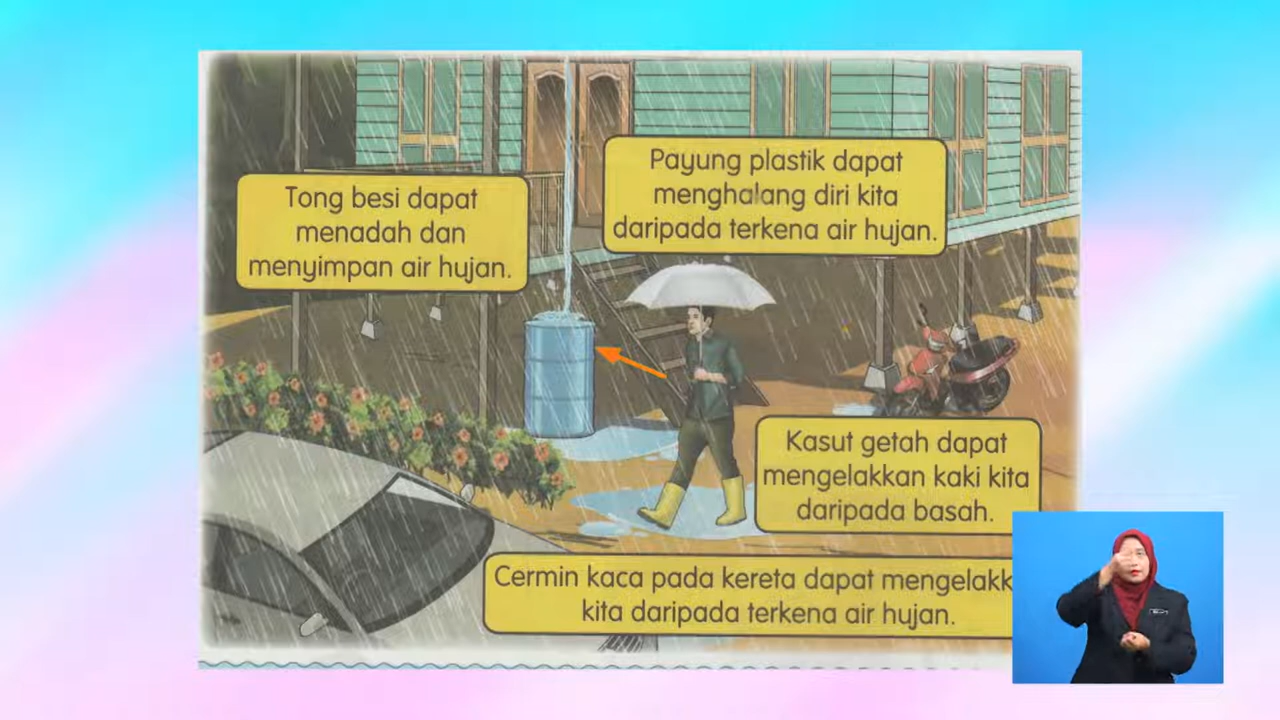 Tong besi dapat
menadah dan
menyimpan air hujan.
Payung plastik dapat
menghalang diri kita
daripada terkena air hujan.
Kasut getah dapat
mengelakkan kaki kita
daripada basah.
Cermin kaca pada kereta dapat mengelakk
kita daripada terkena air hujan.